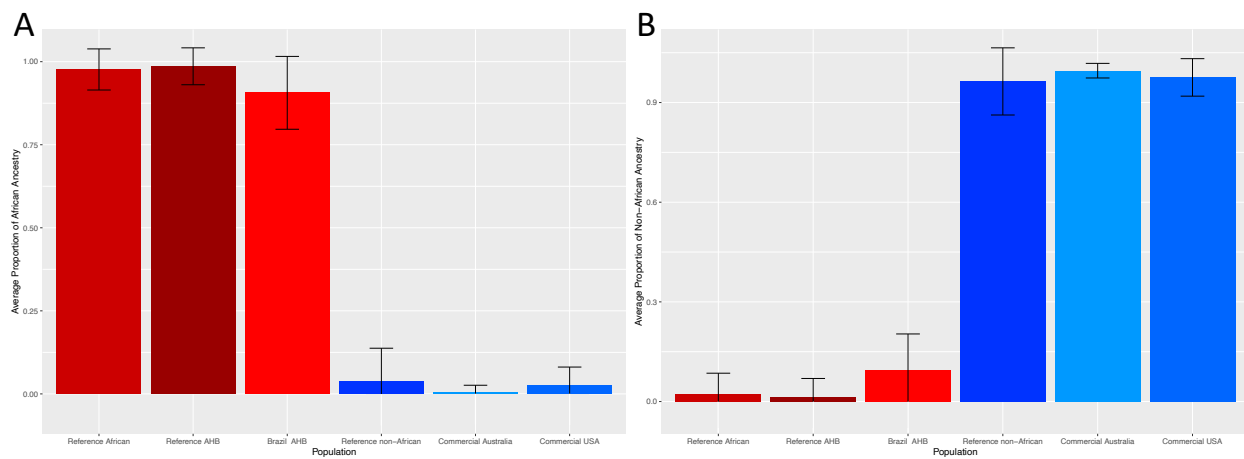 A
Average Proportion of African Ancestry
1.00
0.75
0.50
0.25
0.00
Reference African Reference AHB Brazil AHB Reference non−African Commercial Australia Commercial USA
Population
B
Average Proportion of Non−African Ancestry
0.9
0.6
0.3
0.0
Reference African Reference AHB Brazil AHB Reference non−African Commercial Australia Commercial USA
Population